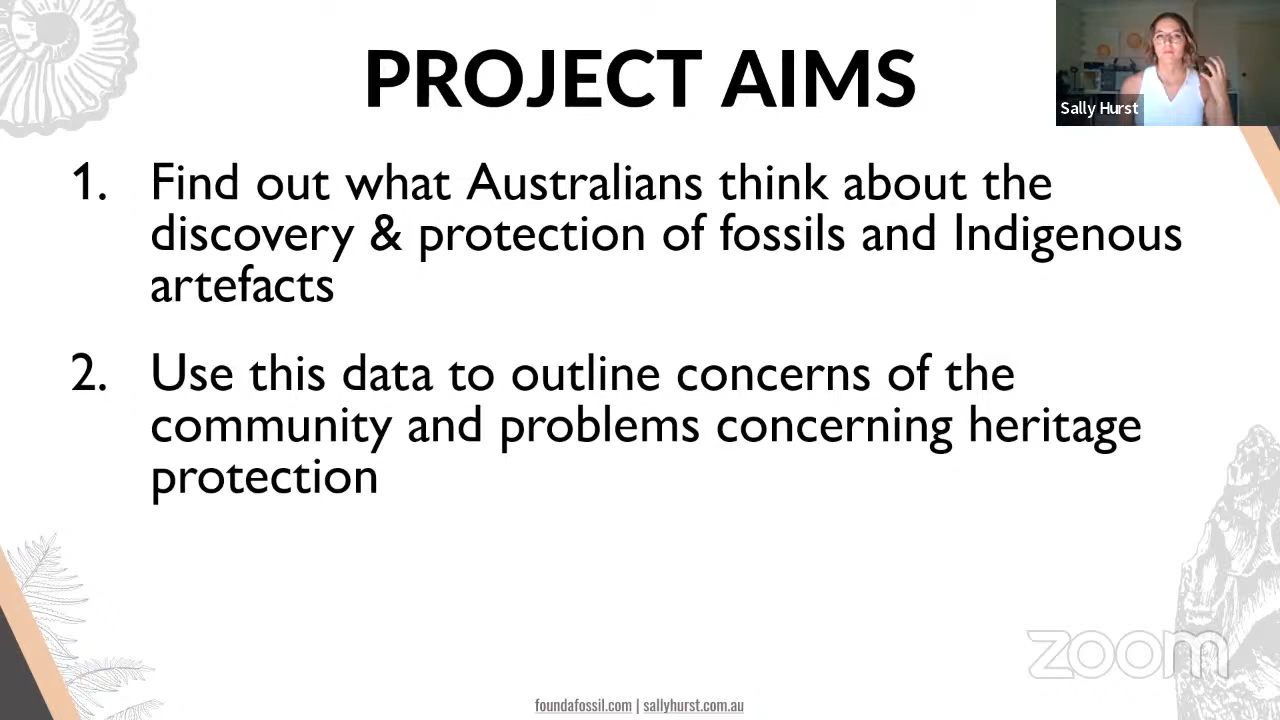 PROJECT AIMS
Sally Hurst
1. Find out what Australians think about the
discovery & protection of fossils and Indigenous
artefacts
2. Use this data to outline concerns of the
community and problems concerning heritage
protection
zoom
foundafossil.com | sallyhurst.com.au